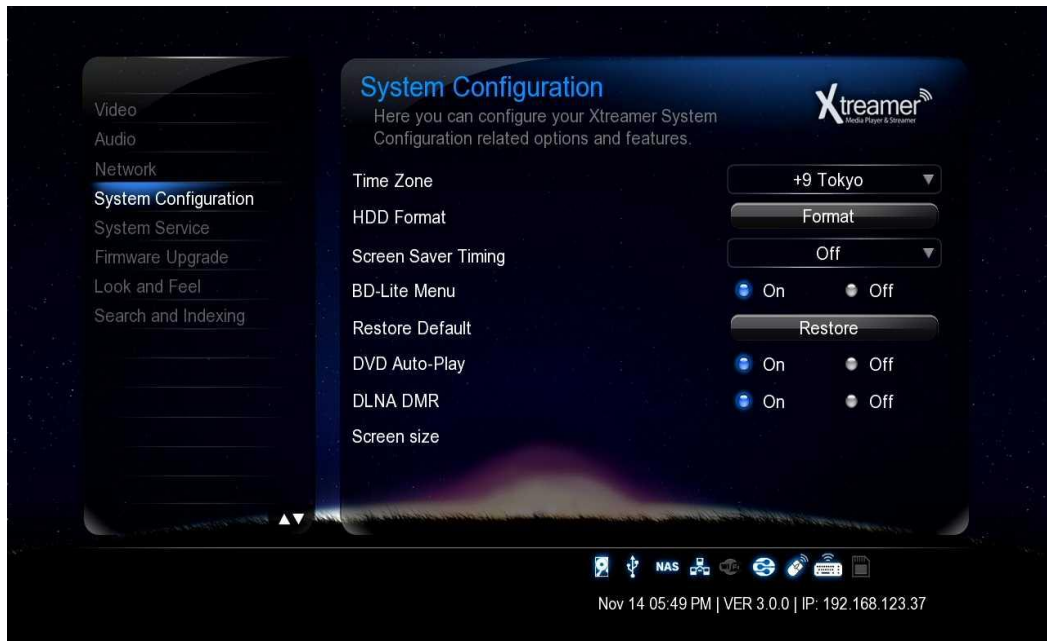 Video
Audio
Network
System Configuration
System Service
Firmware Upgrade
Look and Feel
Search and Indexing
System Configuration
Here you can configure your Xtreamer System
Configuration related options and features.
Xtreamer
Media Player & Streamer
Time Zone +9 Tokyo
HDD Format Format
Screen Saver Timing Off
BD-Lite Menu On Off
Restore Default Restore
DVD Auto-Play On Off
DLNA DMR On Off
Screen size
NAS
Nov 14 05:49 PM | VER 3.0.0 | IP: 192.168.123.37